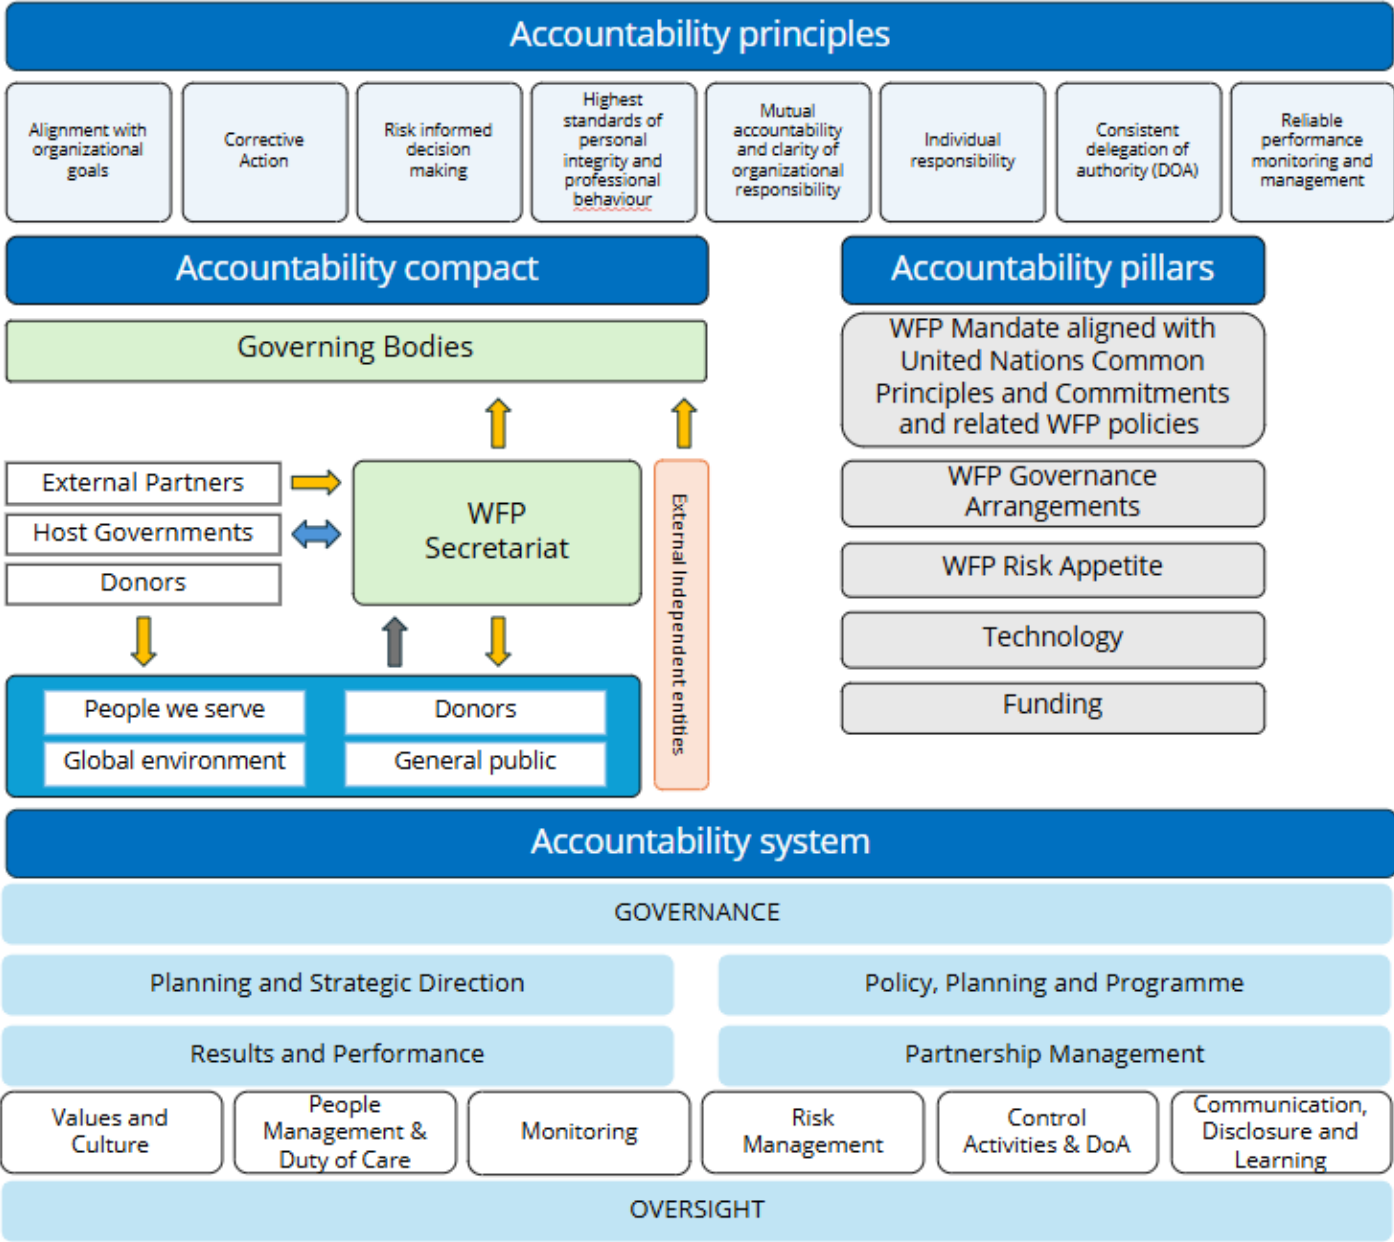 Accountability principles
Alignment with
organizational
goals
Corrective
Action
Risk informed
decision
making
Highest
standards of
personal
integrity and
professional
behaviour
Mutual
accountability
and clarity of
organizational
responsibility
Individual
responsibility
Consistent
delegation of
authority (DOA)
Reliable
performance
monitoring and
management
Accountability compact
Governing Bodies
External Partners
Host Governments
Donors
WFP
Secretariat
External Independent entities
People we serve
Donors
Global environment
General public
Accountability pillars
WFP Mandate aligned with
United Nations Common
Principles and Commitments
and related WFP policies
WFP Governance
Arrangements
WFP Risk Appetite
Technology
Funding
Accountability system
GOVERNANCE
Planning and Strategic Direction
Policy, Planning and Programme
Results and Performance
Partnership Management
Values and
Culture
People
Management &
Duty of Care
Monitoring
Risk
Management
Control
Activities & DoA
Communication,
Disclosure and
Learning
OVERSIGHT